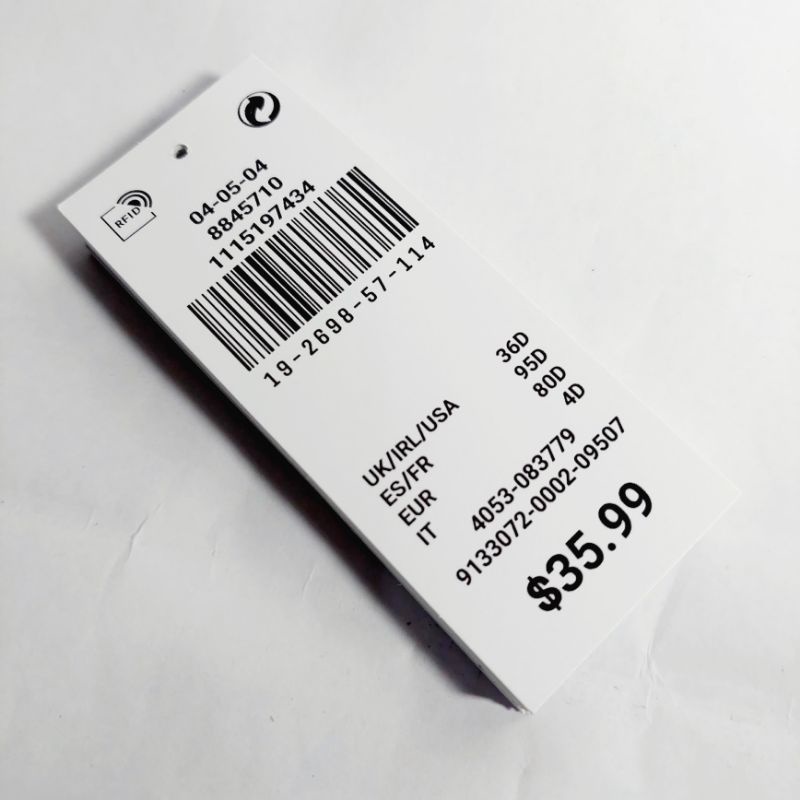 RFID
04-05-04
8845710
1115197434
19-2698-57-114
UK/IRL/USA 36D
ES/FR 95D
EUR 80D
IT 4D
4053-083779
9133072-0002-09507
$35.99